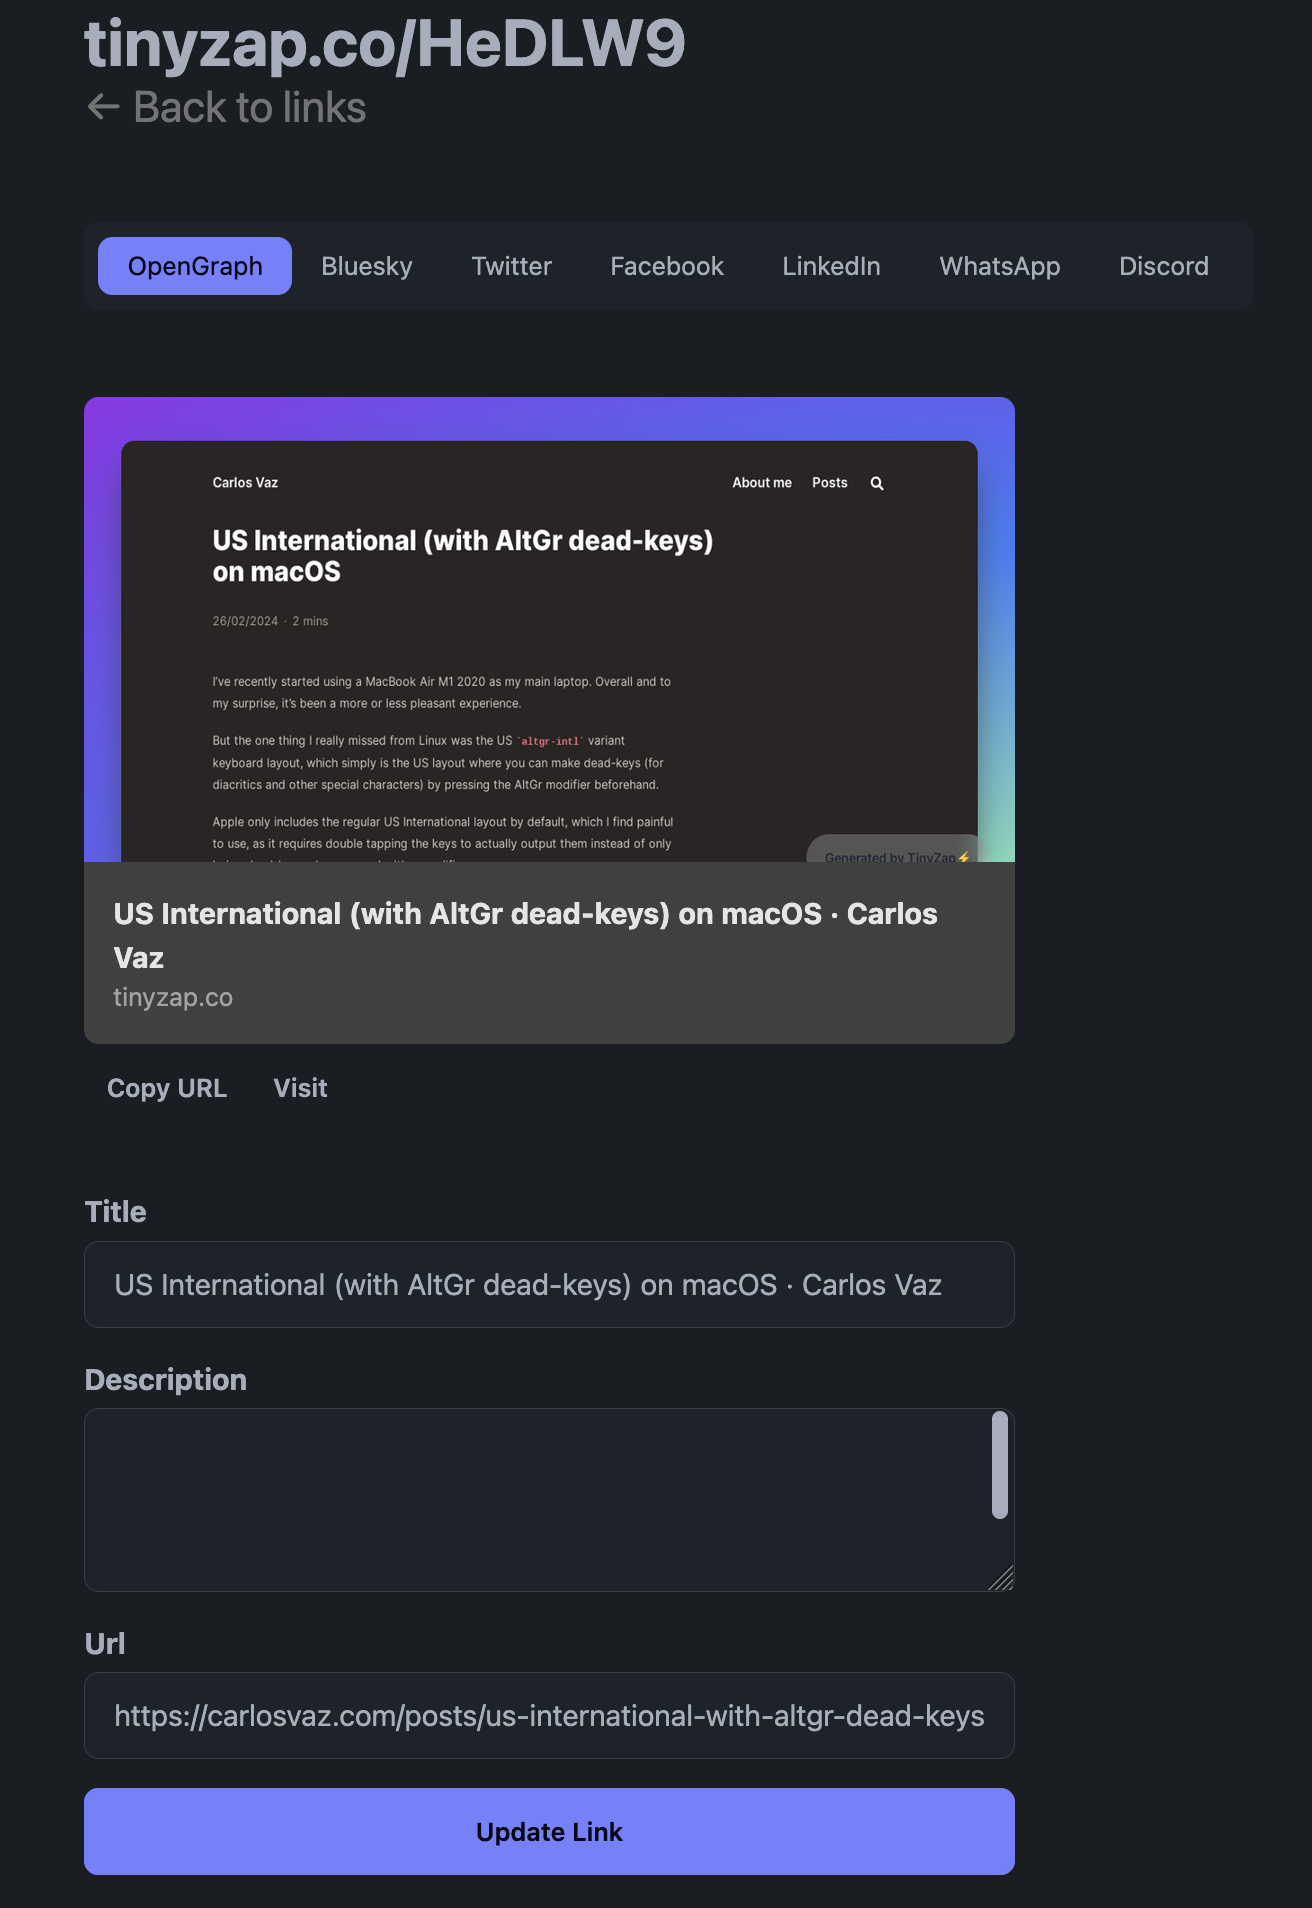 tinyzap.co/HeDLW9
← Back to links
OpenGraph Bluesky Twitter Facebook LinkedIn WhatsApp Discord
Carlos Vaz About me Posts
US International (with AltGr dead-keys)
on macOS
26/02/2024 · 2 mins
I've recently started using a MacBook Air M1 2020 as my main laptop. Overall and to
my surprise, it's been a more or less pleasant experience.
But the one thing I really missed from Linux was the US `altgr-intl` variant
keyboard layout, which simply is the US layout where you can make dead-keys (for
diacritics and other special characters) by pressing the AltGr modifier beforehand.
Apple only includes the regular US International layout by default, which I find painful
to use, as it requires double tapping the keys to actually output them instead of only
Generated by TinyZap⚡
US International (with AltGr dead-keys) on macOS · Carlos
Vaz
tinyzap.co
Copy URL Visit
Title
US International (with AltGr dead-keys) on macOS · Carlos Vaz
Description
Url
https://carlosvaz.com/posts/us-international-with-altgr-dead-keys
Update Link